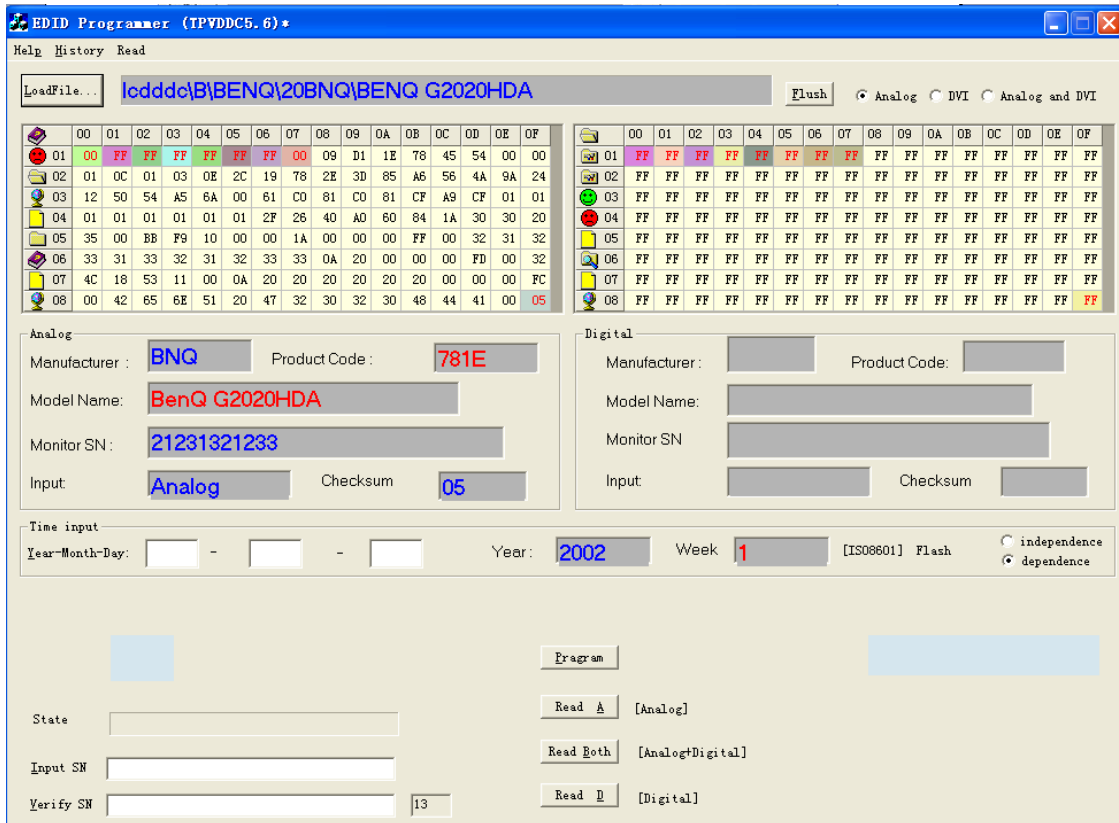 EDID Programmer (TPVDDC5.6)*
Help History Read
LoadFile... lcdddc\B\BENQ\20BNQ\BENQ G2020HDA Flush Analog DVI Analog and DVI
00 01 02 03 04 05 06 07 08 09 0A 0B 0C 0D 0E 0F
01 00 FF FF FF FF FF FF 00 09 D1 1E 78 45 54 00 00
02 01 0C 01 03 0E 2C 19 78 2E 3D 85 A6 56 4A 9A 24
03 12 50 54 A5 6A 00 61 C0 81 C0 81 CF A9 CF 01 01
04 01 01 01 01 01 01 2F 26 40 A0 60 84 1A 30 30 20
05 35 00 BB F9 10 00 00 1A 00 00 00 FF 00 32 31 32
06 33 31 33 32 31 32 33 33 0A 20 00 00 00 FD 00 32
07 4C 18 53 11 00 0A 20 20 20 20 20 20 00 00 00 FC
08 00 42 65 6E 51 20 47 32 30 32 30 48 44 41 00 05
00 01 02 03 04 05 06 07 08 09 0A 0B 0C 0D 0E 0F
01 FF FF FF FF FF FF FF FF FF FF FF FF FF FF FF FF
02 FF FF FF FF FF FF FF FF FF FF FF FF FF FF FF FF
03 FF FF FF FF FF FF FF FF FF FF FF FF FF FF FF FF
04 FF FF FF FF FF FF FF FF FF FF FF FF FF FF FF FF
05 FF FF FF FF FF FF FF FF FF FF FF FF FF FF FF FF
06 FF FF FF FF FF FF FF FF FF FF FF FF FF FF FF FF
07 FF FF FF FF FF FF FF FF FF FF FF FF FF FF FF FF
08 FF FF FF FF FF FF FF FF FF FF FF FF FF FF FF FF
Analog
Manufacturer : BNQ Product Code : 781E
Model Name: BenQ G2020HDA
Monitor SN : 21231321233
Input: Analog Checksum 05
Digital
Manufacturer : Product Code:
Model Name:
Monitor SN
Input: Checksum
Time input
Year-Month-Day: - - Year: 2002 Week 1 [ISO8601] Flash independence
dependence
Pragram
Read A [Analog]
State
Read Both [Analog+Digital]
Input SN
Read D [Digital]
Verify SN 13